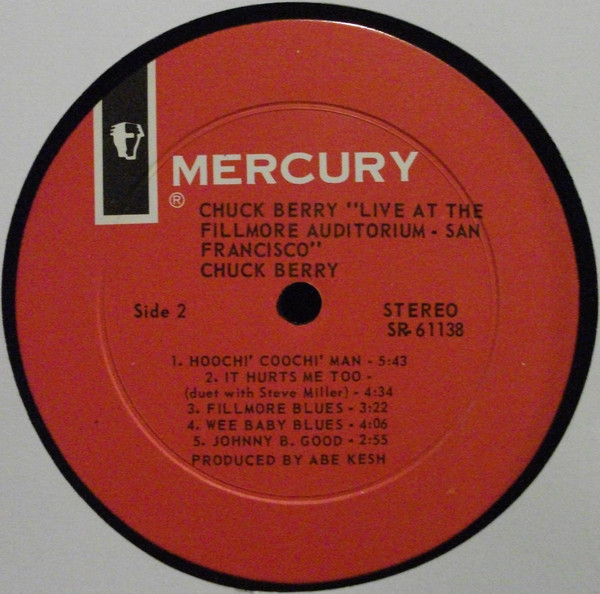 MERCURY
®
CHUCK BERRY "LIVE AT THE
FILLMORE AUDITORIUM - SAN
FRANCISCO"
CHUCK BERRY
Side 2
STEREO
SR-61138
1. HOOCHI' COOCHI' MAN - 5:43
2. IT HURTS ME TOO -
(duet with Steve Miller) - 4:34
3. FILLMORE BLUES - 3:22
4. WEE BABY BLUES - 4:06
5. JOHNNY B. GOOD - 2:55
PRODUCED BY ABE KESH